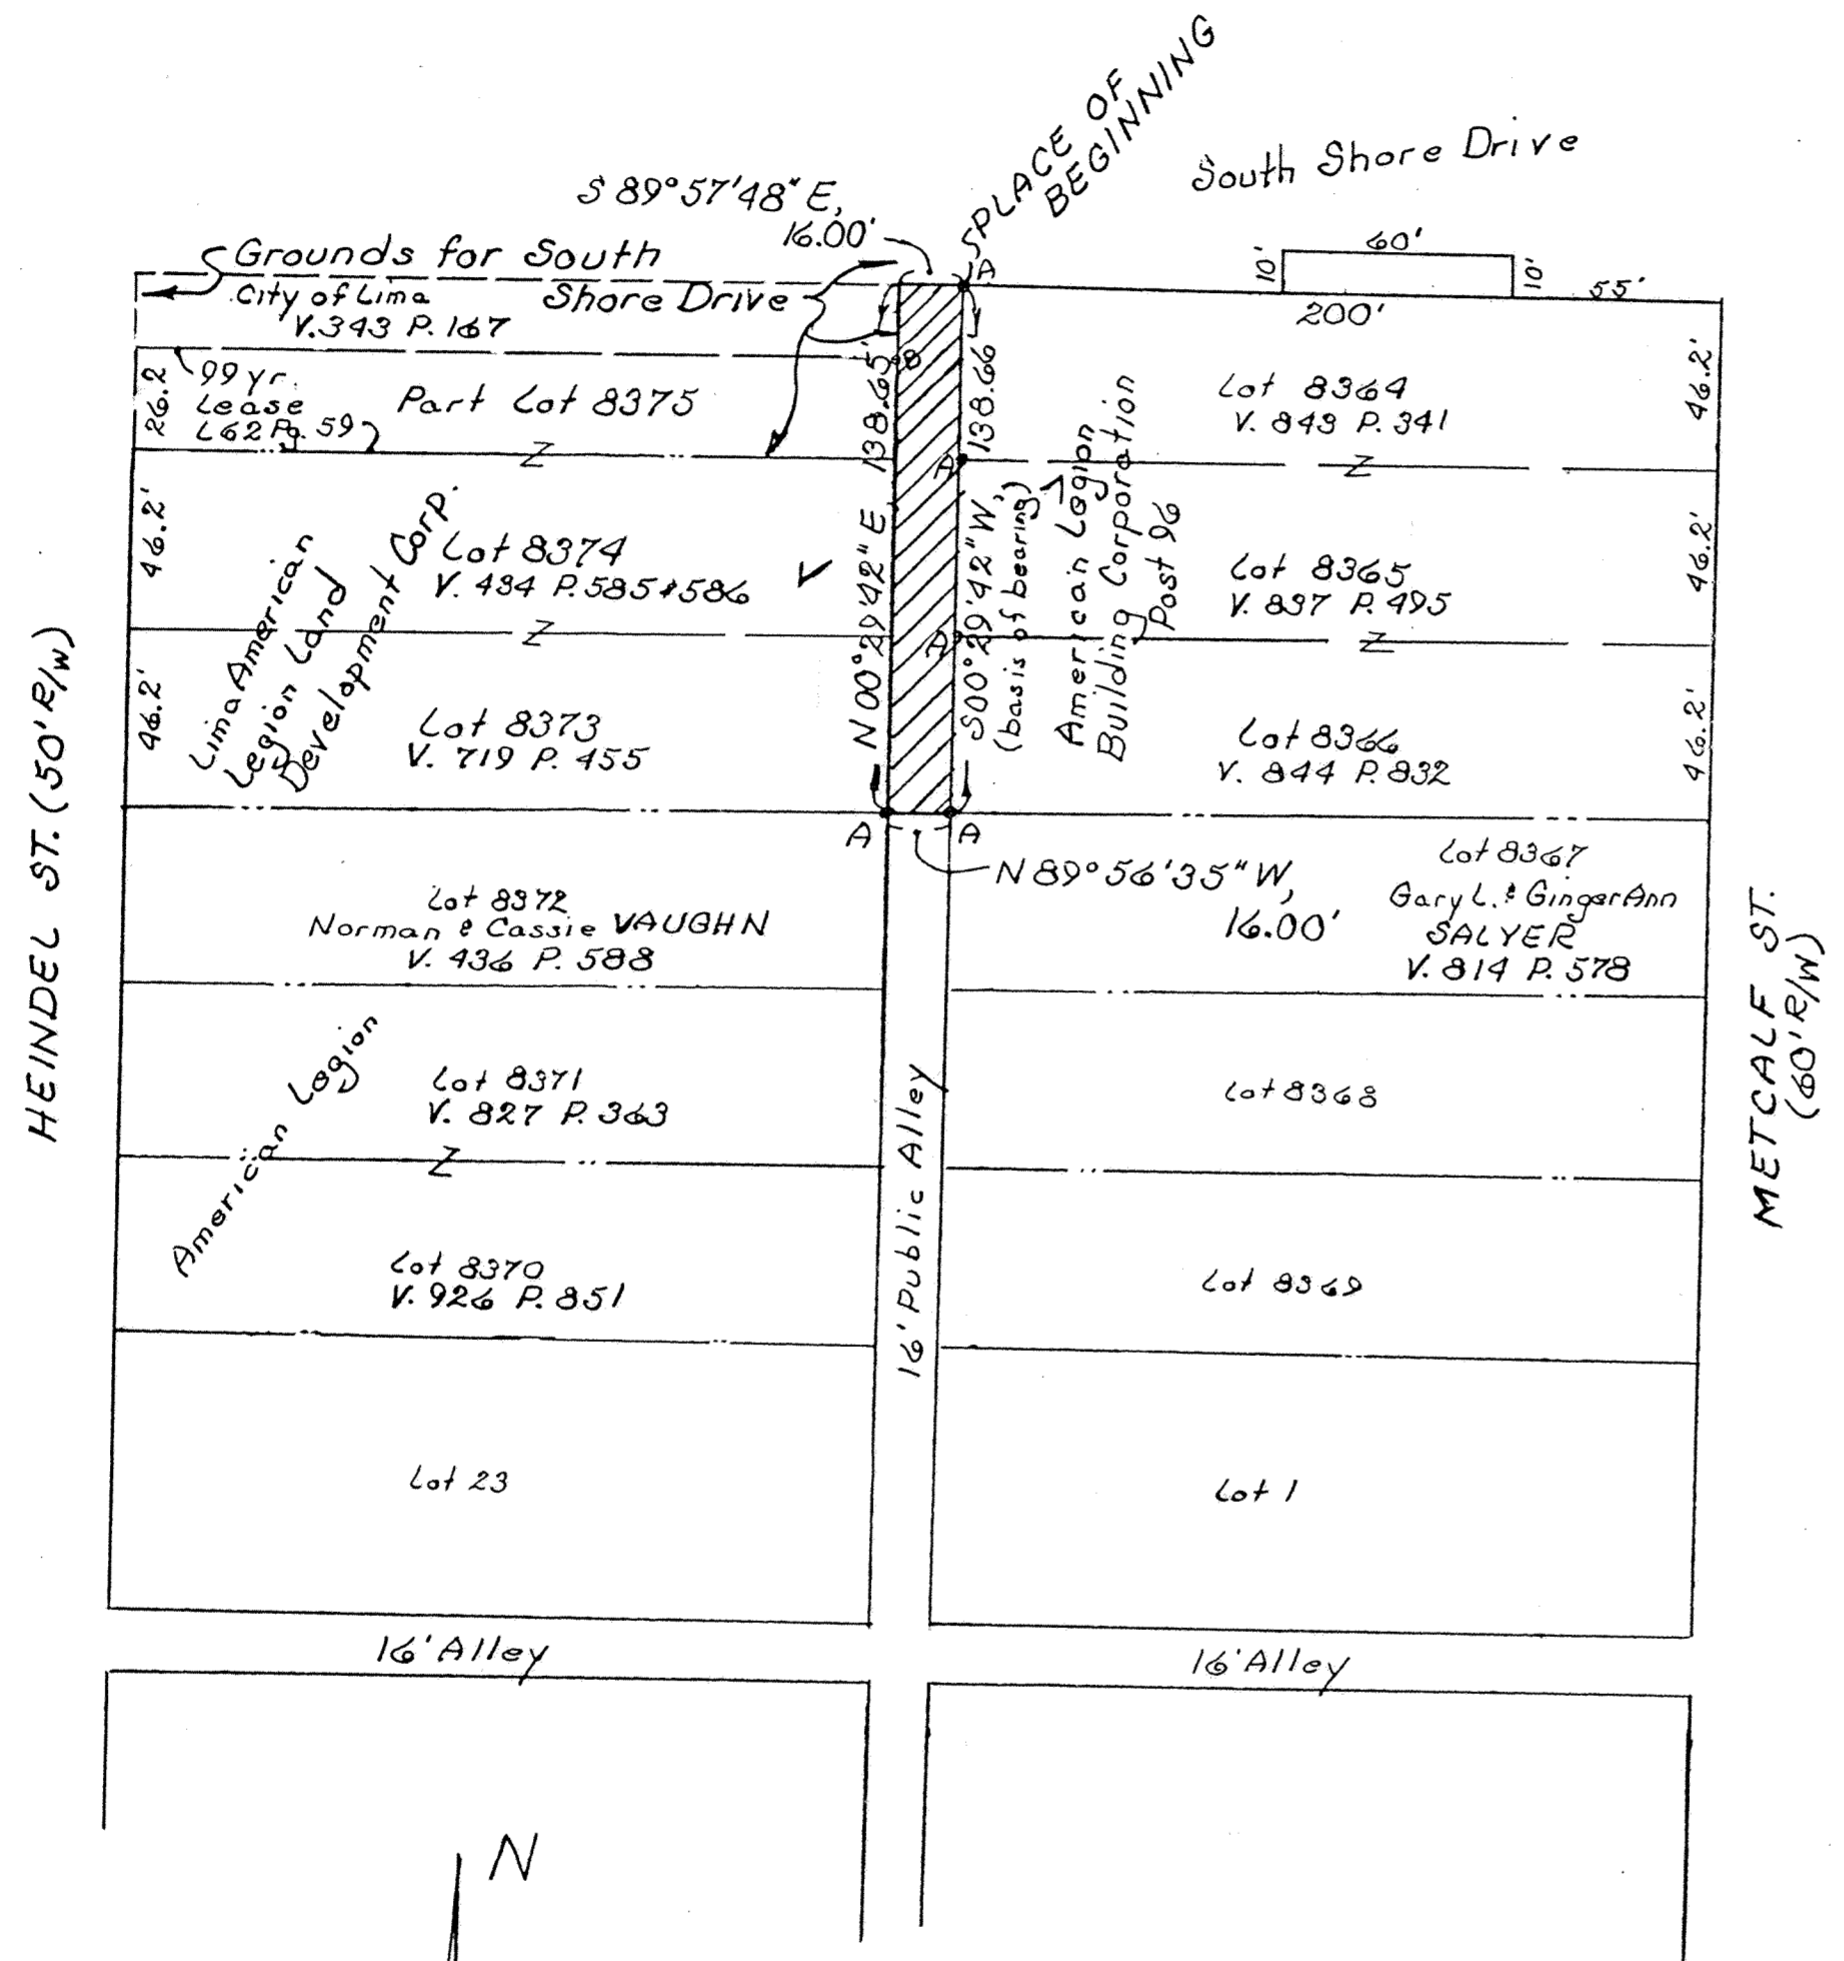 PLACE OF
BEGINNING
South Shore Drive
S 89°57'48" E,
16.00'
Grounds for South
Shore Drive
City of Lima
V.343 P. 167
A
60'
10'
10'
55'
200'
26.2
99 yr.
Lease
L62 Pg. 59
Part Lot 8375
Z
138.65'
B
138.66'
Lot 8364
V. 843 P. 341
46.2'
A
Z
46.2'
Lima American
Legion Land
Development Corp.
Lot 8374
V. 434 P. 585 & 586
Z
N 00°29'42" E
S00°29'42" W,
(basis of bearing)
American Legion
Building Corporation
Post 96
Lot 8365
V. 837 P. 495
46.2'
A
Z
46.2'
Lot 8373
V. 719 P. 455
Lot 8366
V. 844 P. 832
46.2'
A
A
N 89°56'35" W,
16.00'
HEINDEL ST. (50' R/W)
Lot 8372
Norman & Cassie VAUGHN
V. 436 P. 588
Lot 8367
Gary L. & Ginger Ann
SALYER
V. 814 P. 578
METCALF ST.
(60' R/W)
American Legion
Lot 8371
V. 827 P. 363
Z
Lot 8368
16' Public Alley
Lot 8370
V. 926 P. 851
Lot 8369
Lot 23
Lot 1
16' Alley
16' Alley
N